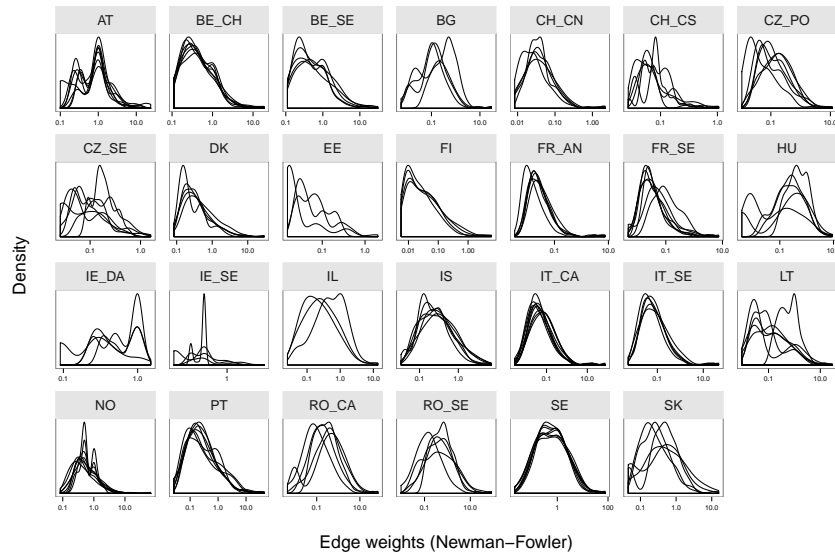 AT BE_CH BE_SE BG CH_CN CH_CS CZ_PO
0.1 1.0 10.0 0.1 1.0 10.0 0.1 1.0 10.0 0.1 10.0 0.01 0.10 1.00 0.1 10.0 0.1 10.0
CZ_SE DK EE FI FR_AN FR_SE HU
0.1 1.0 0.1 10.0 0.1 1.0 0.01 0.10 1.00 0.1 10.0 0.1 10.0 0.1 10.0
IE_DA IE_SE IL IS IT_CA IT_SE LT
0.1 1.0 1 0.1 10.0 0.1 1.0 0.1 10.0 0.1 10.0 0.1 10.0
NO PT RO_CA RO_SE SE SK
0.1 1.0 10.0 0.1 1.0 10.0 0.1 10.0 0.1 10.0 1 100 0.1 1.0 10.0
Density
Edge weights (Newman−Fowler)